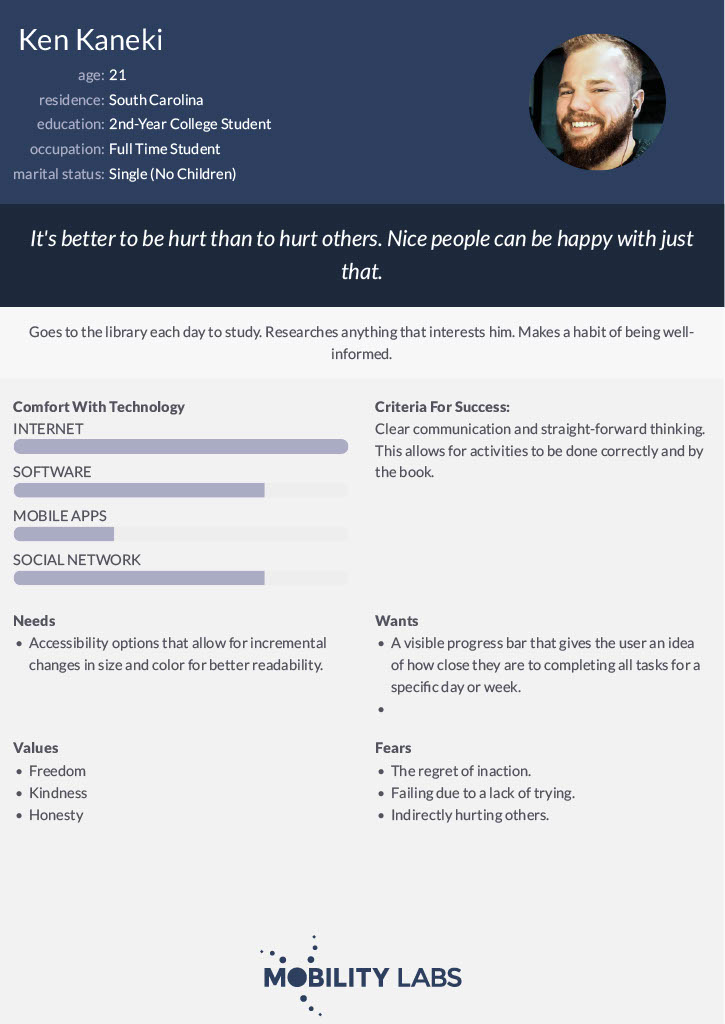 Ken Kaneki
age: 21
residence: South Carolina
education: 2nd-Year College Student
occupation: Full Time Student
marital status: Single (No Children)
It's better to be hurt than to hurt others. Nice people can be happy with just
that.
Goes to the library each day to study. Researches anything that interests him. Makes a habit of being well-
informed.
Comfort With Technology
INTERNET
SOFTWARE
MOBILE APPS
SOCIAL NETWORK
Criteria For Success:
Clear communication and straight-forward thinking.
This allows for activities to be done correctly and by
the book.
Needs
• Accessibility options that allow for incremental
changes in size and color for better readability.
Wants
• A visible progress bar that gives the user an idea
of how close they are to completing all tasks for a
specific day or week.
•
Values
• Freedom
• Kindness
• Honesty
Fears
• The regret of inaction.
• Failing due to a lack of trying.
• Indirectly hurting others.
MOBILITY LABS